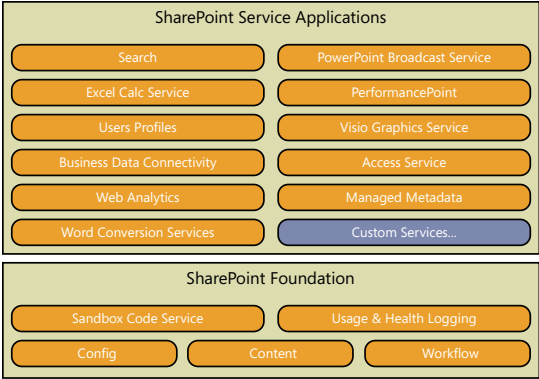 SharePoint Service Applications
Search
PowerPoint Broadcast Service
Excel Calc Service
PerformancePoint
Users Profiles
Visio Graphics Service
Business Data Connectivity
Access Service
Web Analytics
Managed Metadata
Word Conversion Services
Custom Services...
SharePoint Foundation
Sandbox Code Service
Usage & Health Logging
Config
Content
Workflow